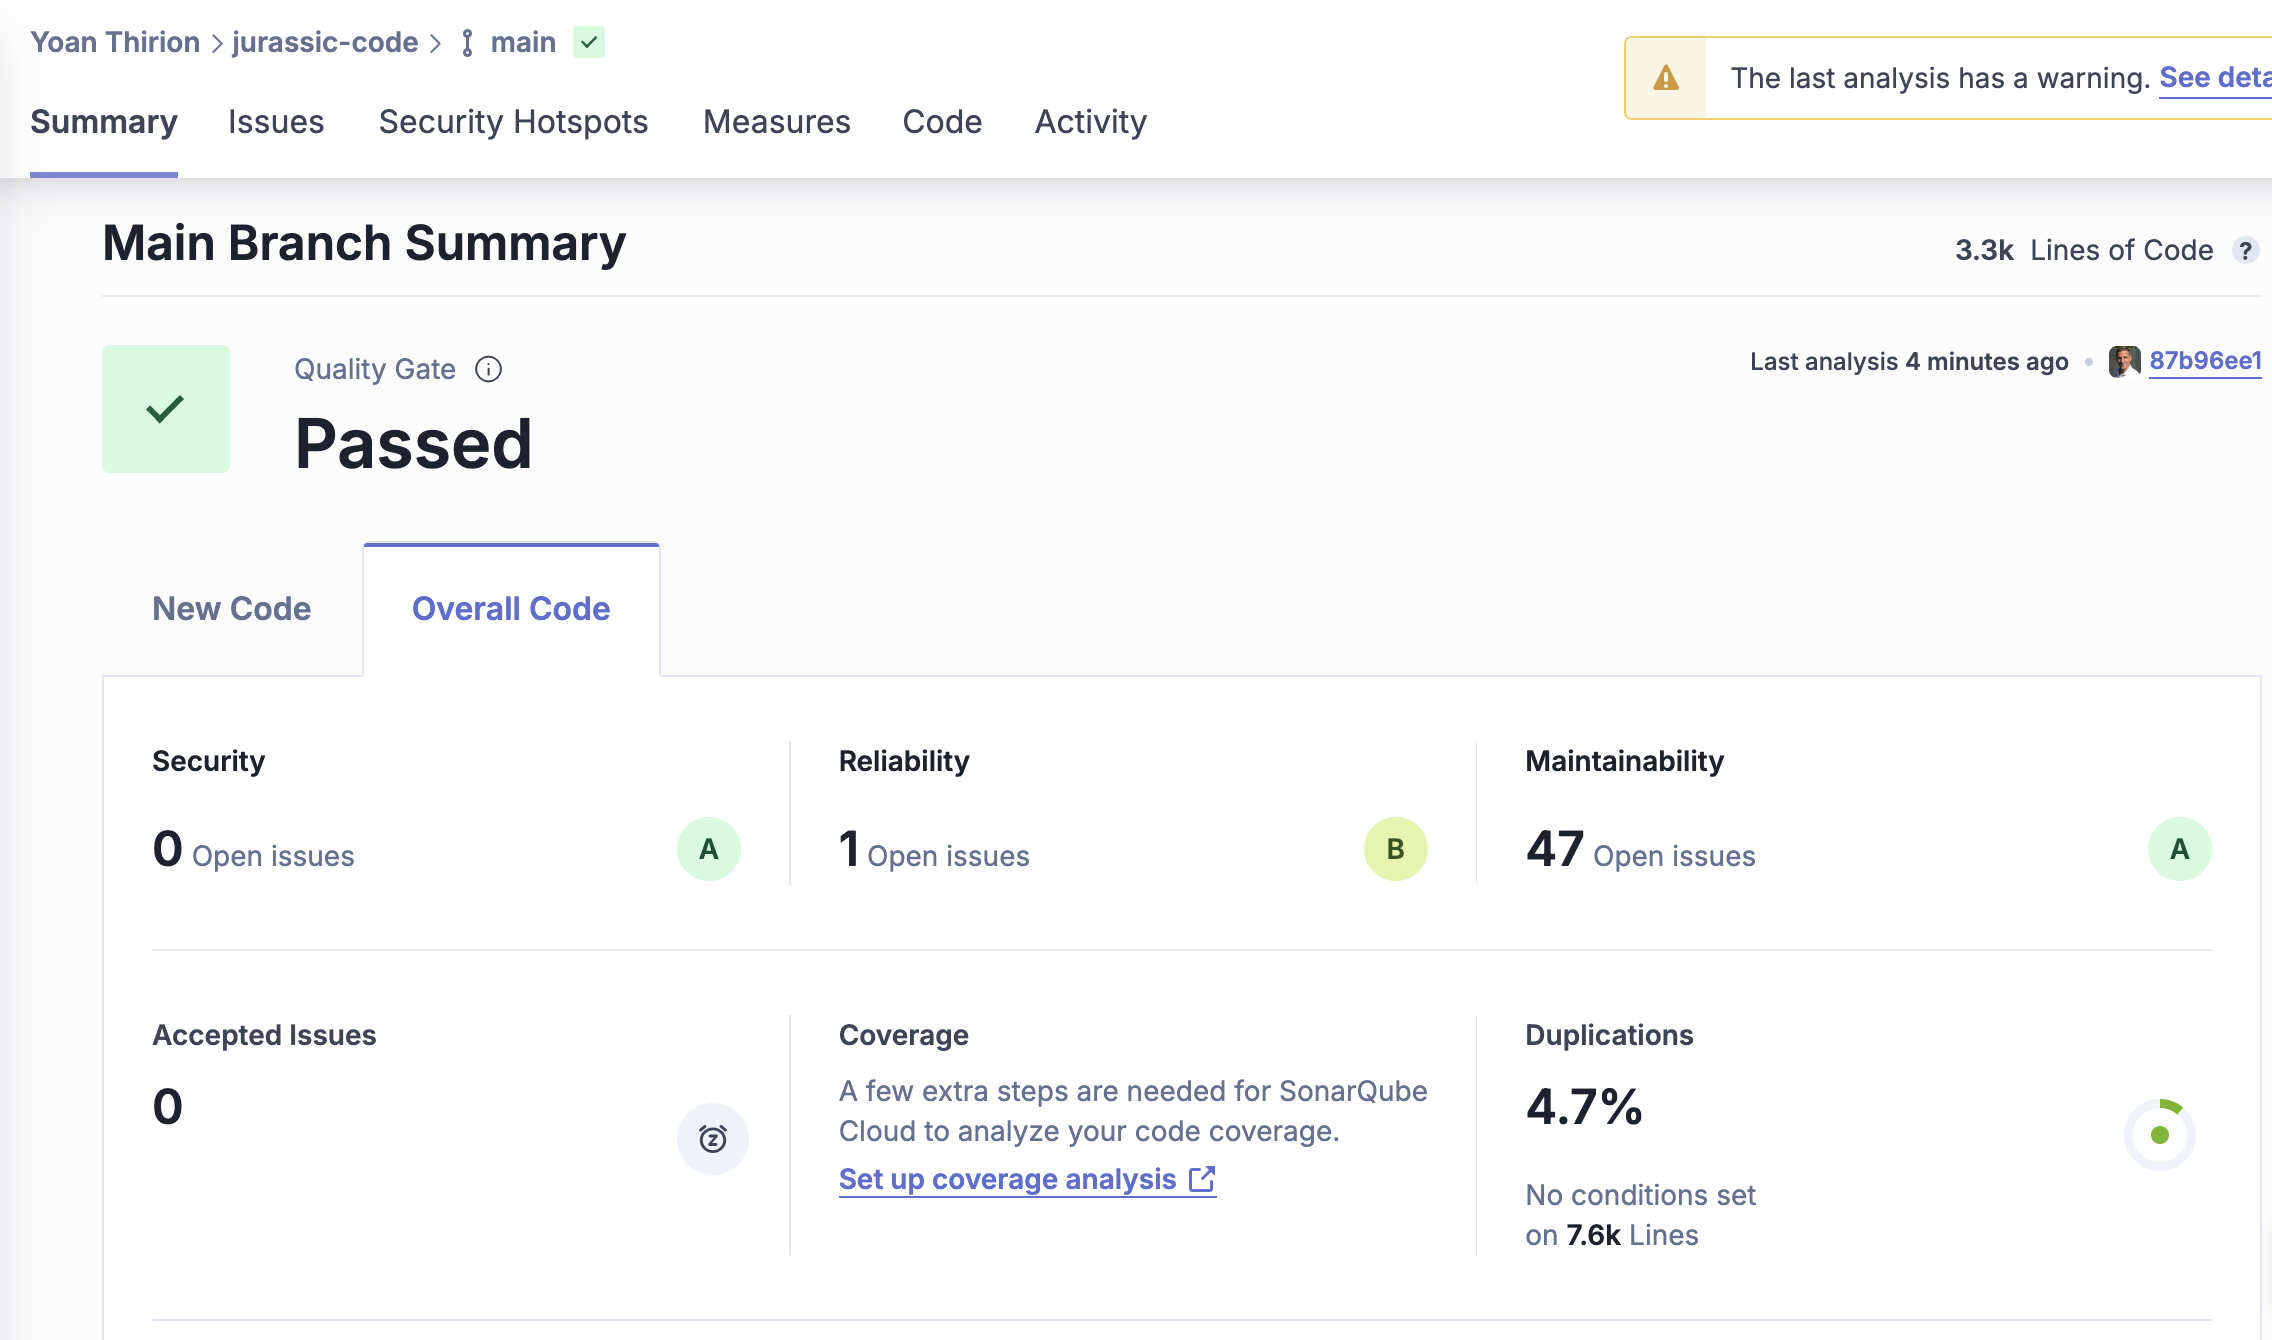 Yoan Thirion > jurassic-code > main
The last analysis has a warning. See deta
Summary Issues Security Hotspots Measures Code Activity
Main Branch Summary
3.3k Lines of Code ?
Quality Gate
Passed
Last analysis 4 minutes ago • 87b96ee1
New Code Overall Code
Security
0 Open issues A
Reliability
1 Open issues B
Maintainability
47 Open issues A
Accepted Issues
0
Coverage
A few extra steps are needed for SonarQube
Cloud to analyze your code coverage.
Set up coverage analysis
Duplications
4.7%
No conditions set
on 7.6k Lines